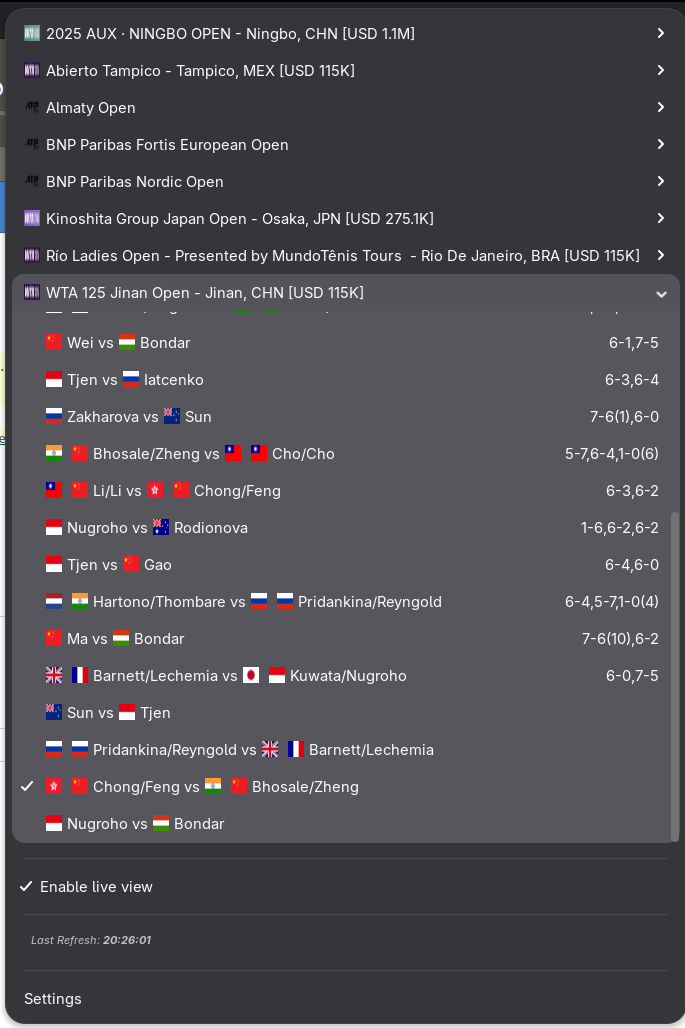 2025 AUX · NINGBO OPEN - Ningbo, CHN [USD 1.1M]
Abierto Tampico - Tampico, MEX [USD 115K]
Almaty Open
BNP Paribas Fortis European Open
BNP Paribas Nordic Open
Kinoshita Group Japan Open - Osaka, JPN [USD 275.1K]
Río Ladies Open - Presented by MundoTênis Tours - Rio De Janeiro, BRA [USD 115K]
WTA 125 Jinan Open - Jinan, CHN [USD 115K]
Wei vs Bondar 6-1,7-5
Tjen vs Iatcenko 6-3,6-4
Zakharova vs Sun 7-6(1),6-0
Bhosale/Zheng vs Cho/Cho 5-7,6-4,1-0(6)
Li/Li vs Chong/Feng 6-3,6-2
Nugroho vs Rodionova 1-6,6-2,6-2
Tjen vs Gao 6-4,6-0
Hartono/Thombare vs Pridankina/Reyngold 6-4,5-7,1-0(4)
Ma vs Bondar 7-6(10),6-2
Barnett/Lechemia vs Kuwata/Nugroho 6-0,7-5
Sun vs Tjen
Pridankina/Reyngold vs Barnett/Lechemia
Chong/Feng vs Bhosale/Zheng
Nugroho vs Bondar
Enable live view
Last Refresh: 20:26:01
Settings